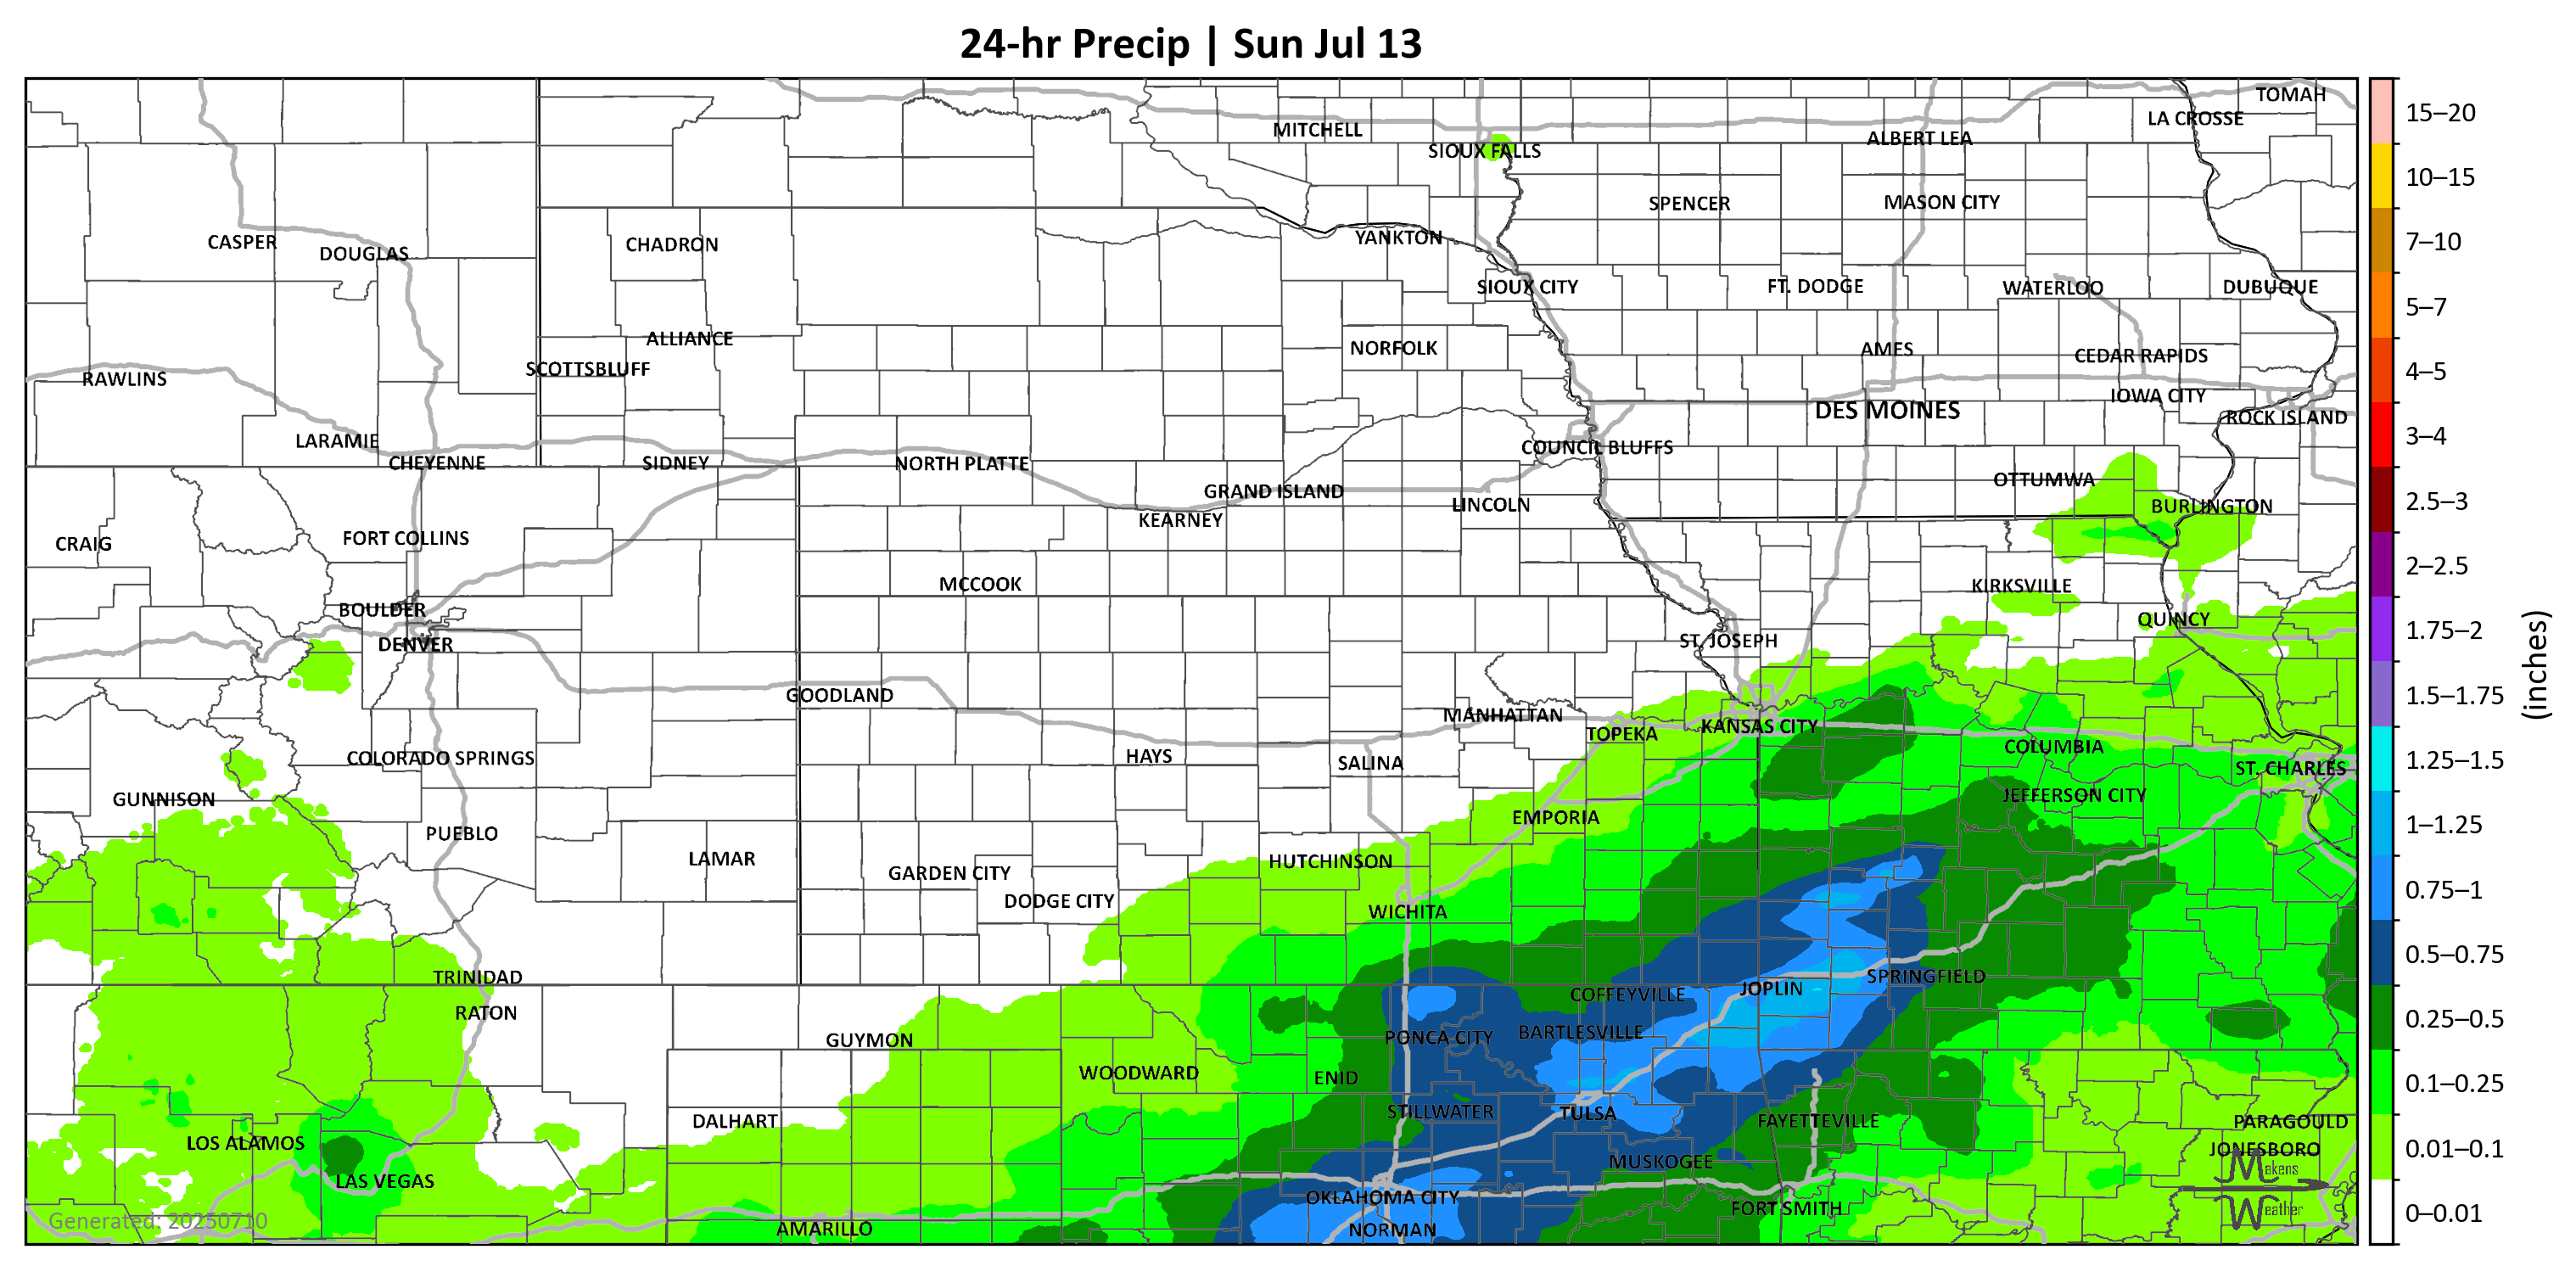 24-hr Precip | Sun Jul 13
TOMAH
LA CROSSE
MITCHELL
ALBERT LEA
SIOUX FALLS
SPENCER
MASON CITY
CASPER
DOUGLAS
CHADRON
YANKTON
SIOUX CITY
FT. DODGE
WATERLOO
DUBUQUE
ALLIANCE
NORFOLK
AMES
CEDAR RAPIDS
SCOTTSBLUFF
RAWLINS
IOWA CITY
DES MOINES
ROCK ISLAND
LARAMIE
COUNCIL BLUFFS
CHEYENNE
SIDNEY
NORTH PLATTE
OTTUMWA
GRAND ISLAND
LINCOLN
BURLINGTON
KEARNEY
CRAIG
FORT COLLINS
MCCOOK
KIRKSVILLE
BOULDER
QUINCY
DENVER
ST. JOSEPH
GOODLAND
MANHATTAN
TOPEKA
KANSAS CITY
COLUMBIA
COLORADO SPRINGS
HAYS
SALINA
ST. CHARLES
GUNNISON
JEFFERSON CITY
EMPORIA
PUEBLO
LAMAR
HUTCHINSON
GARDEN CITY
DODGE CITY
WICHITA
TRINIDAD
SPRINGFIELD
JOPLIN
COFFEYVILLE
RATON
BARTLESVILLE
PONCA CITY
GUYMON
WOODWARD
ENID
STILLWATER
TULSA
DALHART
FAYETTEVILLE
PARAGOULD
LOS ALAMOS
JONESBORO
MUSKOGEE
LAS VEGAS
OKLAHOMA CITY
FORT SMITH
AMARILLO
NORMAN
Generated: 20250710
Makens
Weather
15–20
10–15
7–10
5–7
4–5
3–4
2.5–3
2–2.5
1.75–2
1.5–1.75
1.25–1.5
1–1.25
0.75–1
0.5–0.75
0.25–0.5
0.1–0.25
0.01–0.1
0–0.01
(inches)